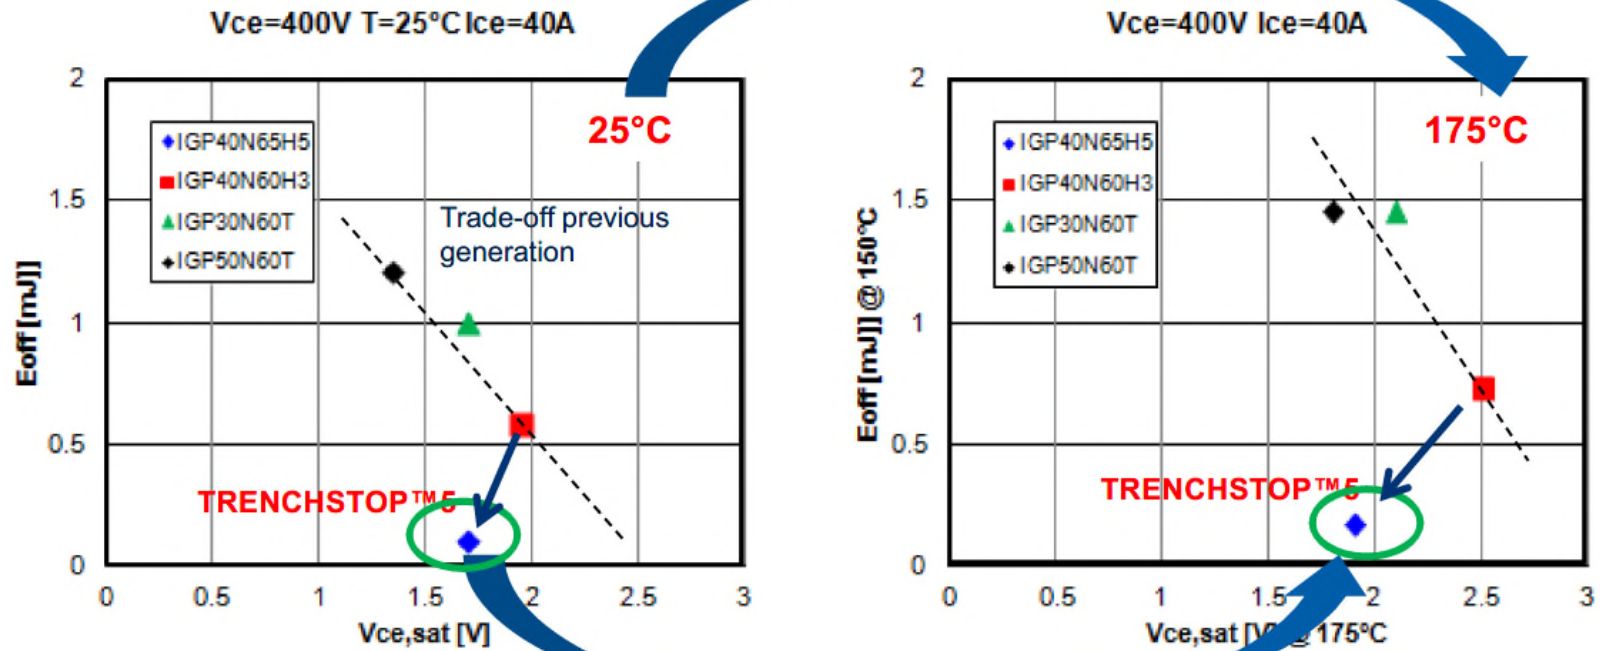 Vce=400V T=25°C Ice=40A
2
1.5
1
0.5
0
Eoff [mJ]]
IGP40N65H5
IGP40N60H3
IGP30N60T
IGP50N60T
25°C
Trade-off previous
generation
TRENCHSTOP™5
0 0.5 1 1.5 2 2.5 3
Vce,sat [V]
Vce=400V Ice=40A
2
1.5
1
0.5
0
Eoff [mJ]] @ 150°C
IGP40N65H5
IGP40N60H3
IGP30N60T
IGP50N60T
175°C
TRENCHSTOP™5
0 0.5 1 1.5 2 2.5 3
Vce,sat [V] @ 175°C